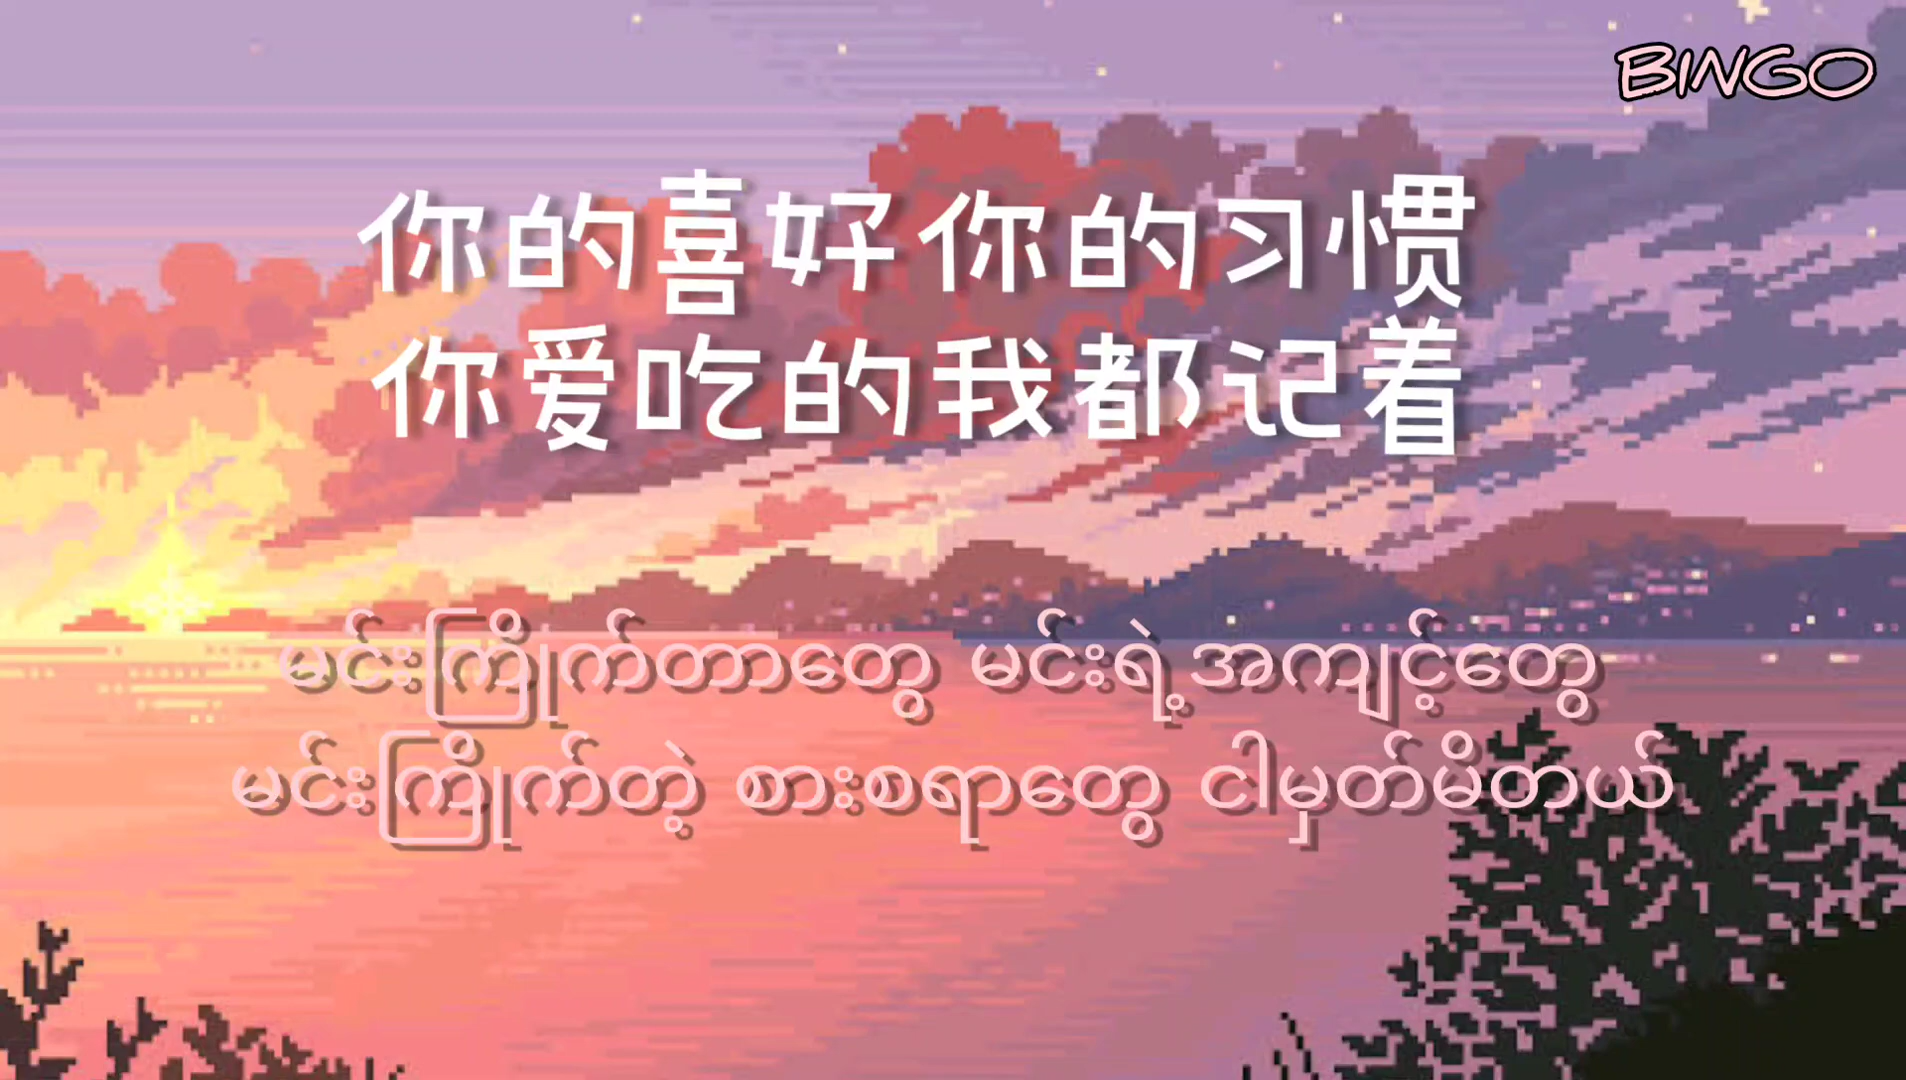 BINGO
你的喜好你的习惯
你爱吃的我都记着
မင်းကြိုက်တာတွေ မင်းရဲ့အကျင့်တွေ
မင်းကြိုက်တဲ့ စားစရာတွေ ငါမှတ်မိတယ်